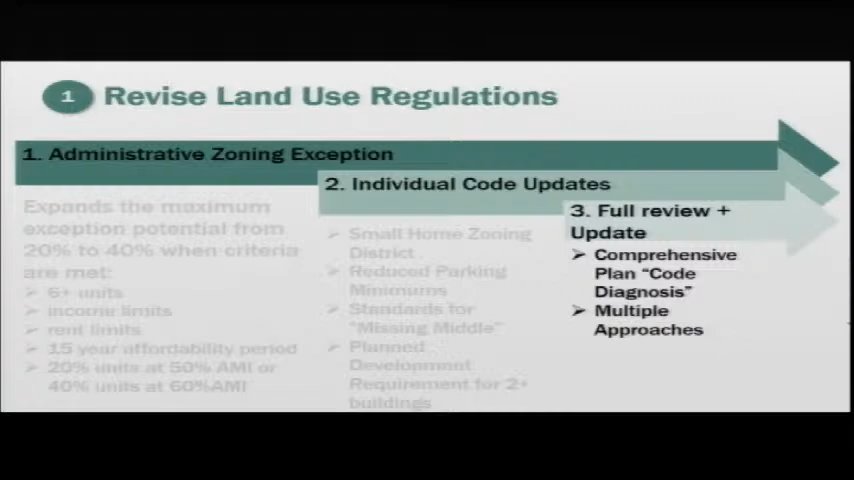 1 Revise Land Use Regulations
1. Administrative Zoning Exception
Expands the maximum
exception potential from
20% to 40% when criteria
are met:
➢ 6+ units
➢ income limits
➢ rent limits
➢ 15 year affordability period
➢ 20% units at 50% AMI or
40% units at 60%AMI
2. Individual Code Updates
➢ Small Home Zoning
District
➢ Reduced Parking
Minimums
➢ Standards for
"Missing Middle"
➢ Planned
Development
Requirement for 2+
buildings
3. Full review +
Update
➢ Comprehensive
Plan "Code
Diagnosis"
➢ Multiple
Approaches